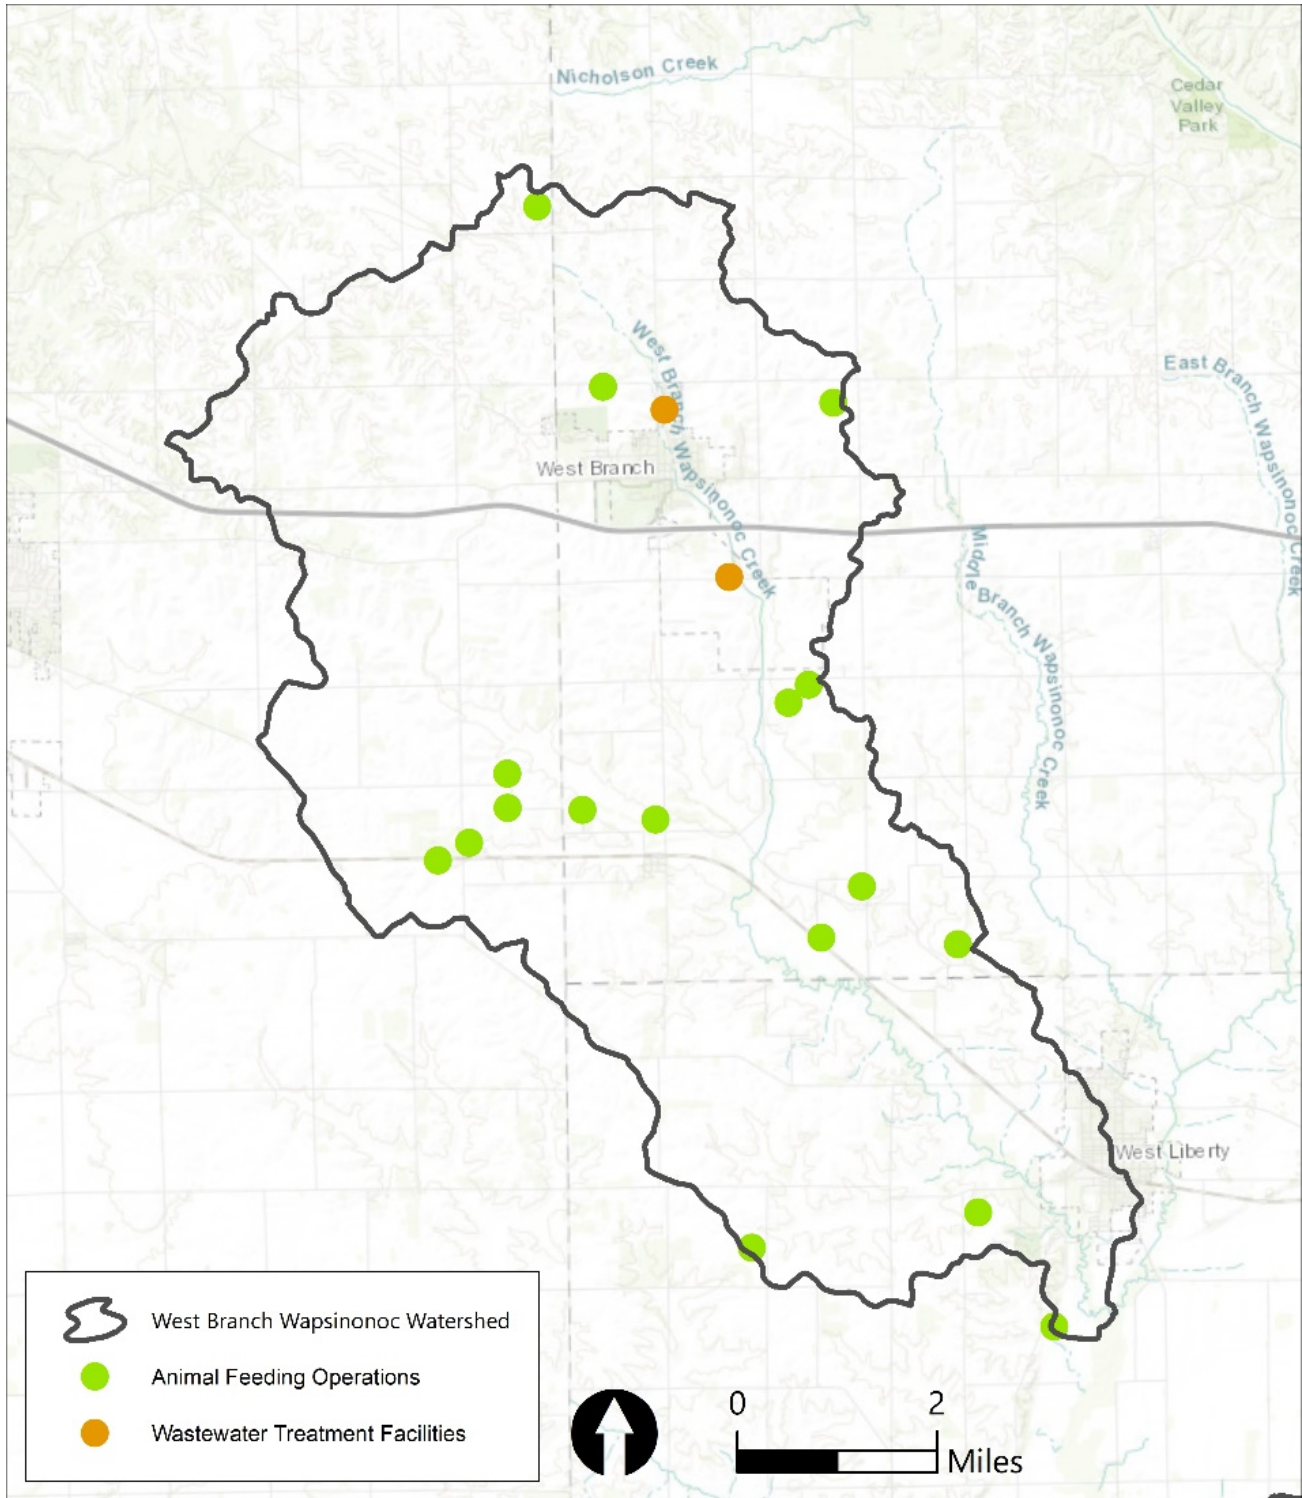 Nicholson Creek
Cedar
Valley
Park
West Branch Wapsinonoc Creek
East Branch Wapsinonoc Creek
West Branch
Middle Branch Wapsinonoc Creek
West Liberty
West Branch Wapsinonoc Watershed
Animal Feeding Operations
Wastewater Treatment Facilities
0 2
Miles